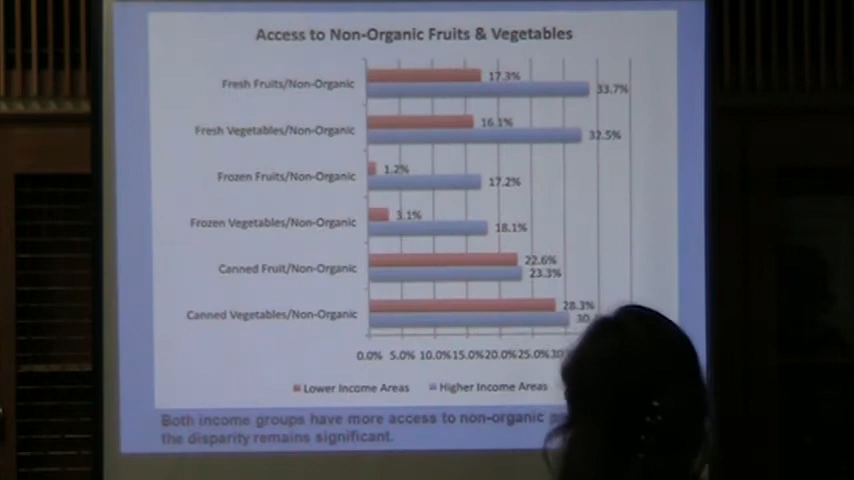 Access to Non-Organic Fruits & Vegetables
Fresh Fruits/Non-Organic 17.3% 33.7%
Fresh Vegetables/Non-Organic 16.1% 32.5%
Frozen Fruits/Non-Organic 1.2% 17.2%
Frozen Vegetables/Non-Organic 3.1% 18.1%
Canned Fruit/Non-Organic 22.6% 23.3%
Canned Vegetables/Non-Organic 28.3% 30.
0.0% 5.0% 10.0% 15.0% 20.0% 25.0% 30
Lower Income Areas Higher Income Areas
Both income groups have more access to non-organic
the disparity remains significant.